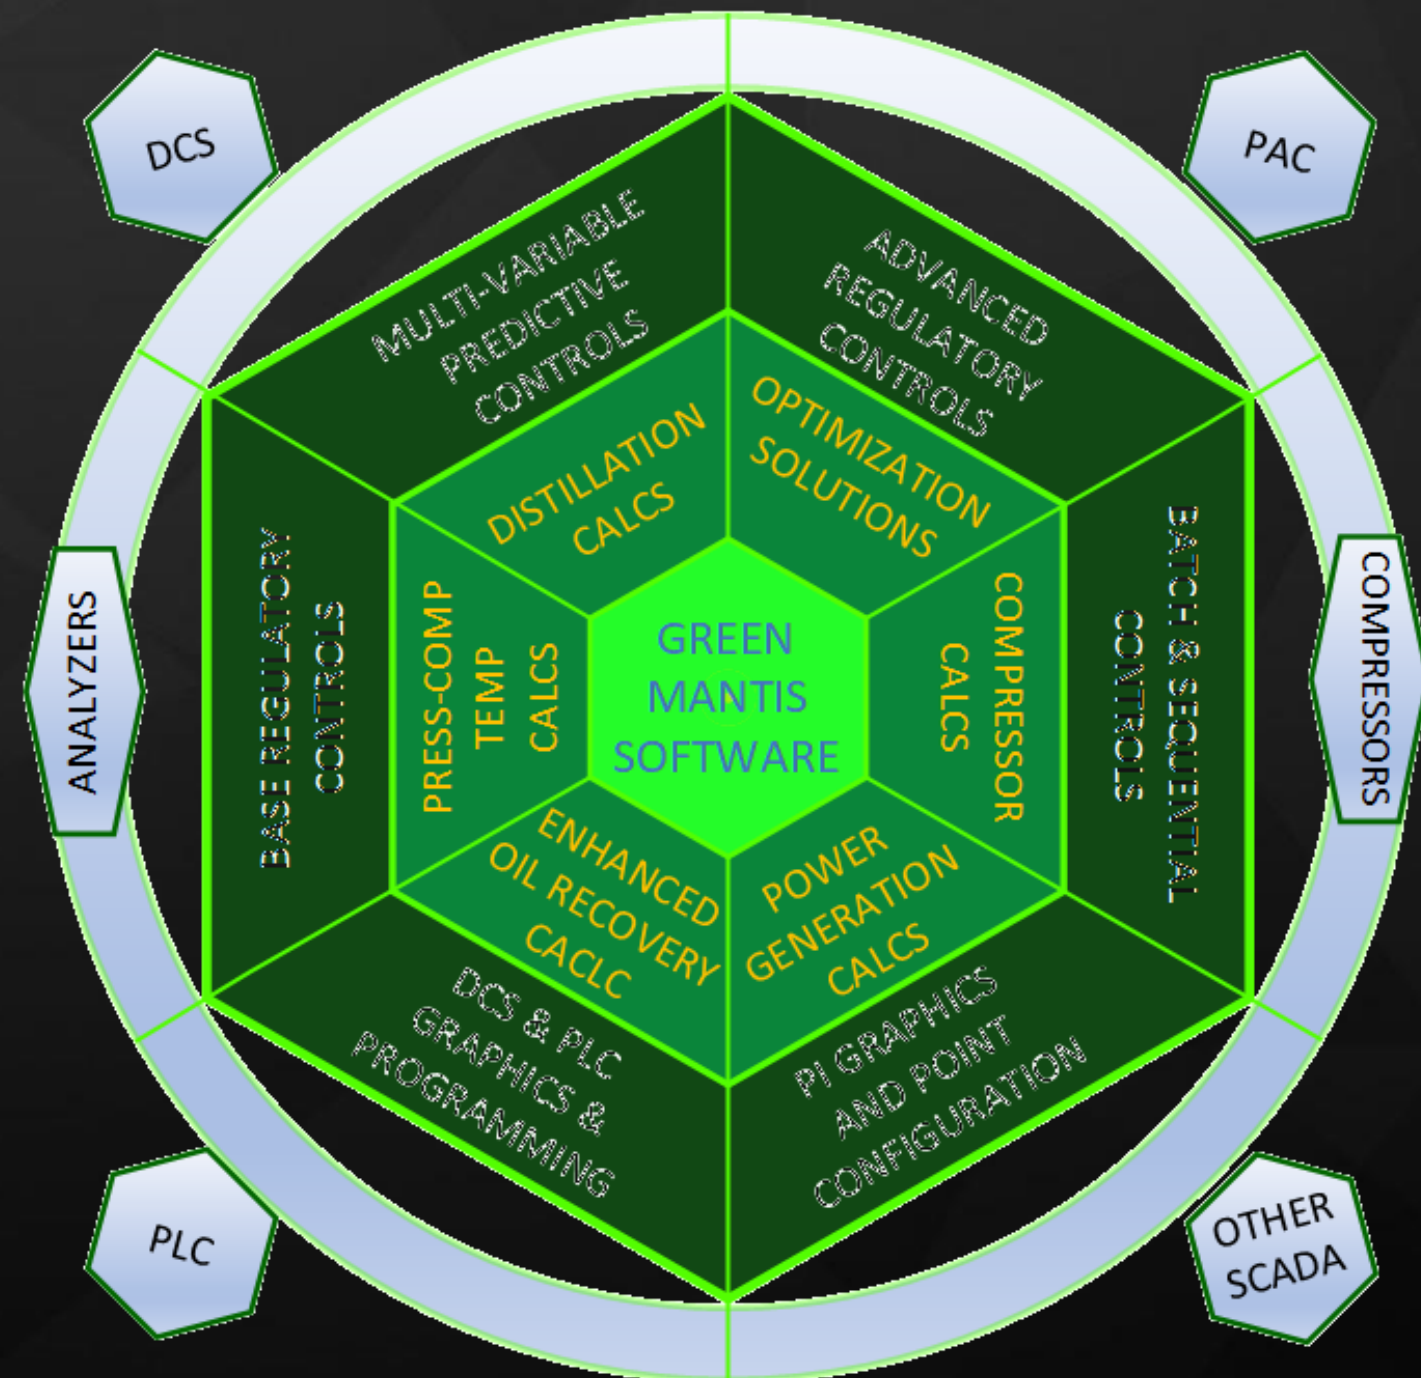 DCS
PAC
MULTI-VARIABLE
PREDICTIVE
CONTROLS
ADVANCED
REGULATORY
CONTROLS
DISTILLATION
CALCS
OPTIMIZATION
SOLUTIONS
ANALYZERS
BASE REGULATORY
CONTROLS
PRESS-COMP
TEMP
CALCS
GREEN
MANTIS
SOFTWARE
COMPRESSOR
CALCS
BATCH & SEQUENTIAL
CONTROLS
COMPRESSORS
ENHANCED
OIL RECOVERY
CACLC
POWER
GENERATION
CALCS
DCS & PLC
GRAPHICS &
PROGRAMMING
PI GRAPHICS
AND POINT
CONFIGURATION
PLC
OTHER
SCADA